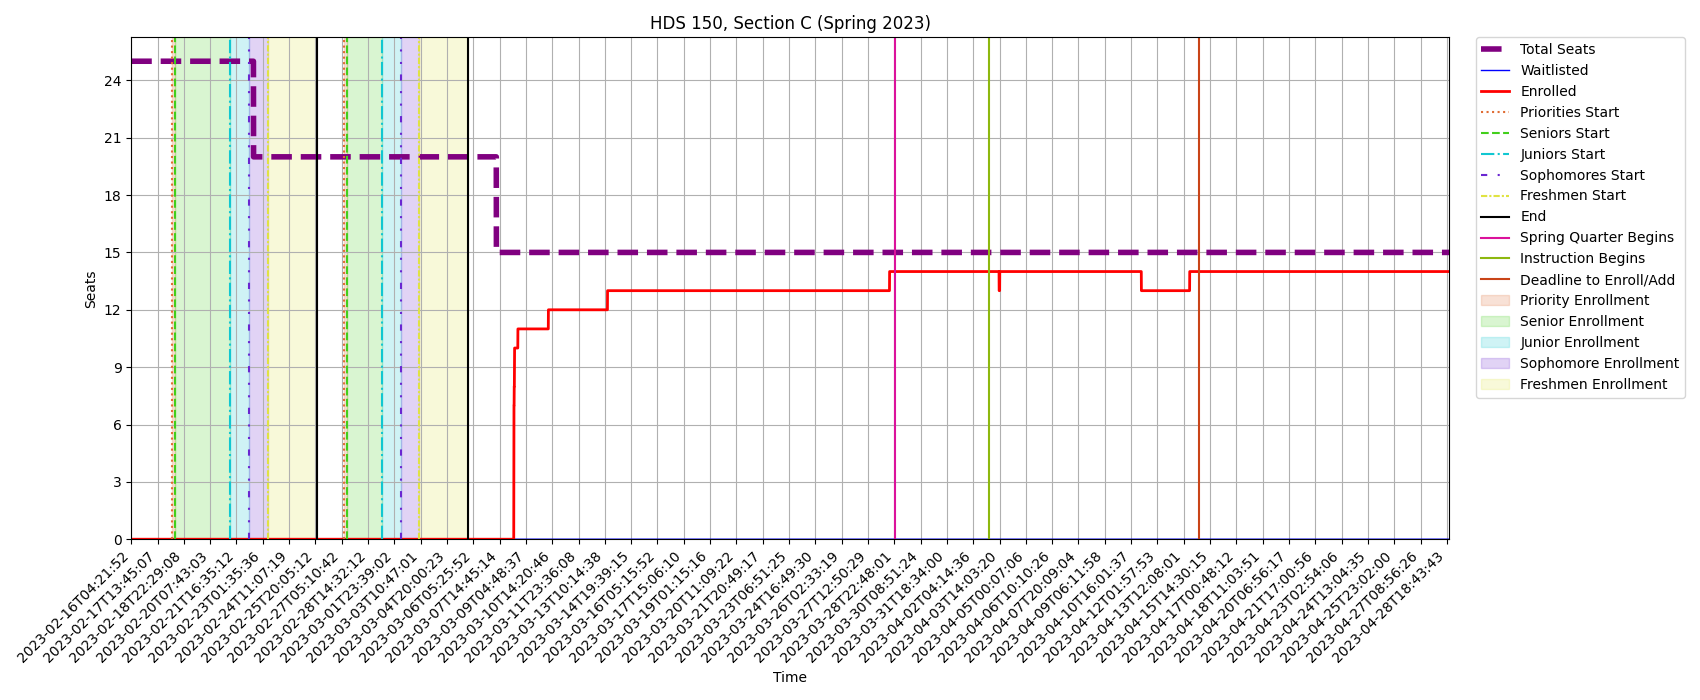 HDS 150, Section C (Spring 2023)
Seats
24
21
18
15
12
9
6
3
0
2023-02-16T04:21:52
2023-02-17T13:45:07
2023-02-18T22:29:08
2023-02-20T07:43:03
2023-02-21T16:35:12
2023-02-23T01:35:36
2023-02-24T11:07:19
2023-02-25T20:05:12
2023-02-27T05:10:42
2023-02-28T14:32:12
2023-03-01T23:39:02
2023-03-03T10:47:01
2023-03-04T20:00:23
2023-03-06T05:25:52
2023-03-07T14:45:14
2023-03-09T04:48:37
2023-03-10T14:20:46
2023-03-11T23:36:08
2023-03-13T10:14:38
2023-03-14T19:39:15
2023-03-16T05:15:52
2023-03-17T15:06:10
2023-03-19T01:15:16
2023-03-20T11:09:22
2023-03-21T20:49:17
2023-03-23T06:51:25
2023-03-24T16:49:30
2023-03-26T02:33:19
2023-03-27T12:50:29
2023-03-28T22:48:01
2023-03-30T08:51:24
2023-03-31T18:34:00
2023-04-02T04:14:36
2023-04-03T14:03:20
2023-04-05T00:07:06
2023-04-06T10:10:26
2023-04-07T20:09:04
2023-04-09T06:11:58
2023-04-10T16:01:37
2023-04-12T01:57:53
2023-04-13T12:08:01
2023-04-15T14:30:15
2023-04-17T00:48:12
2023-04-18T11:03:51
2023-04-20T06:56:17
2023-04-21T17:00:56
2023-04-23T02:54:06
2023-04-24T13:04:35
2023-04-25T23:02:00
2023-04-27T08:56:26
2023-04-28T18:43:43
Time
Total Seats
Waitlisted
Enrolled
Priorities Start
Seniors Start
Juniors Start
Sophomores Start
Freshmen Start
End
Spring Quarter Begins
Instruction Begins
Deadline to Enroll/Add
Priority Enrollment
Senior Enrollment
Junior Enrollment
Sophomore Enrollment
Freshmen Enrollment